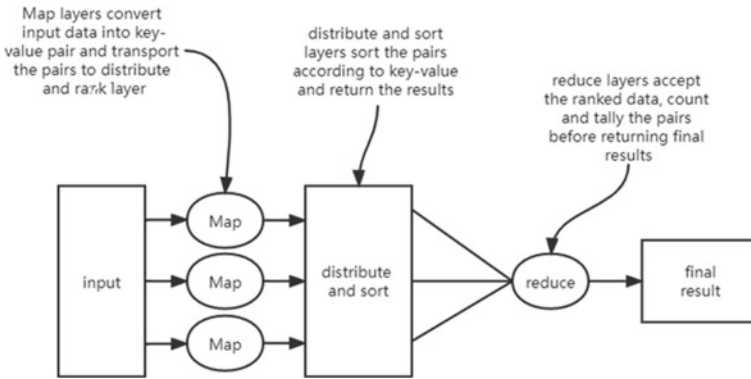 Map layers convert
input data into key-
value pair and transport
the pairs to distribute
and rank layer
distribute and sort
layers sort the pairs
according to key-value
and return the results
reduce layers accept
the ranked data, count
and tally the pairs
before returning final
results
input
Map
Map
Map
distribute
and sort
reduce
final
result